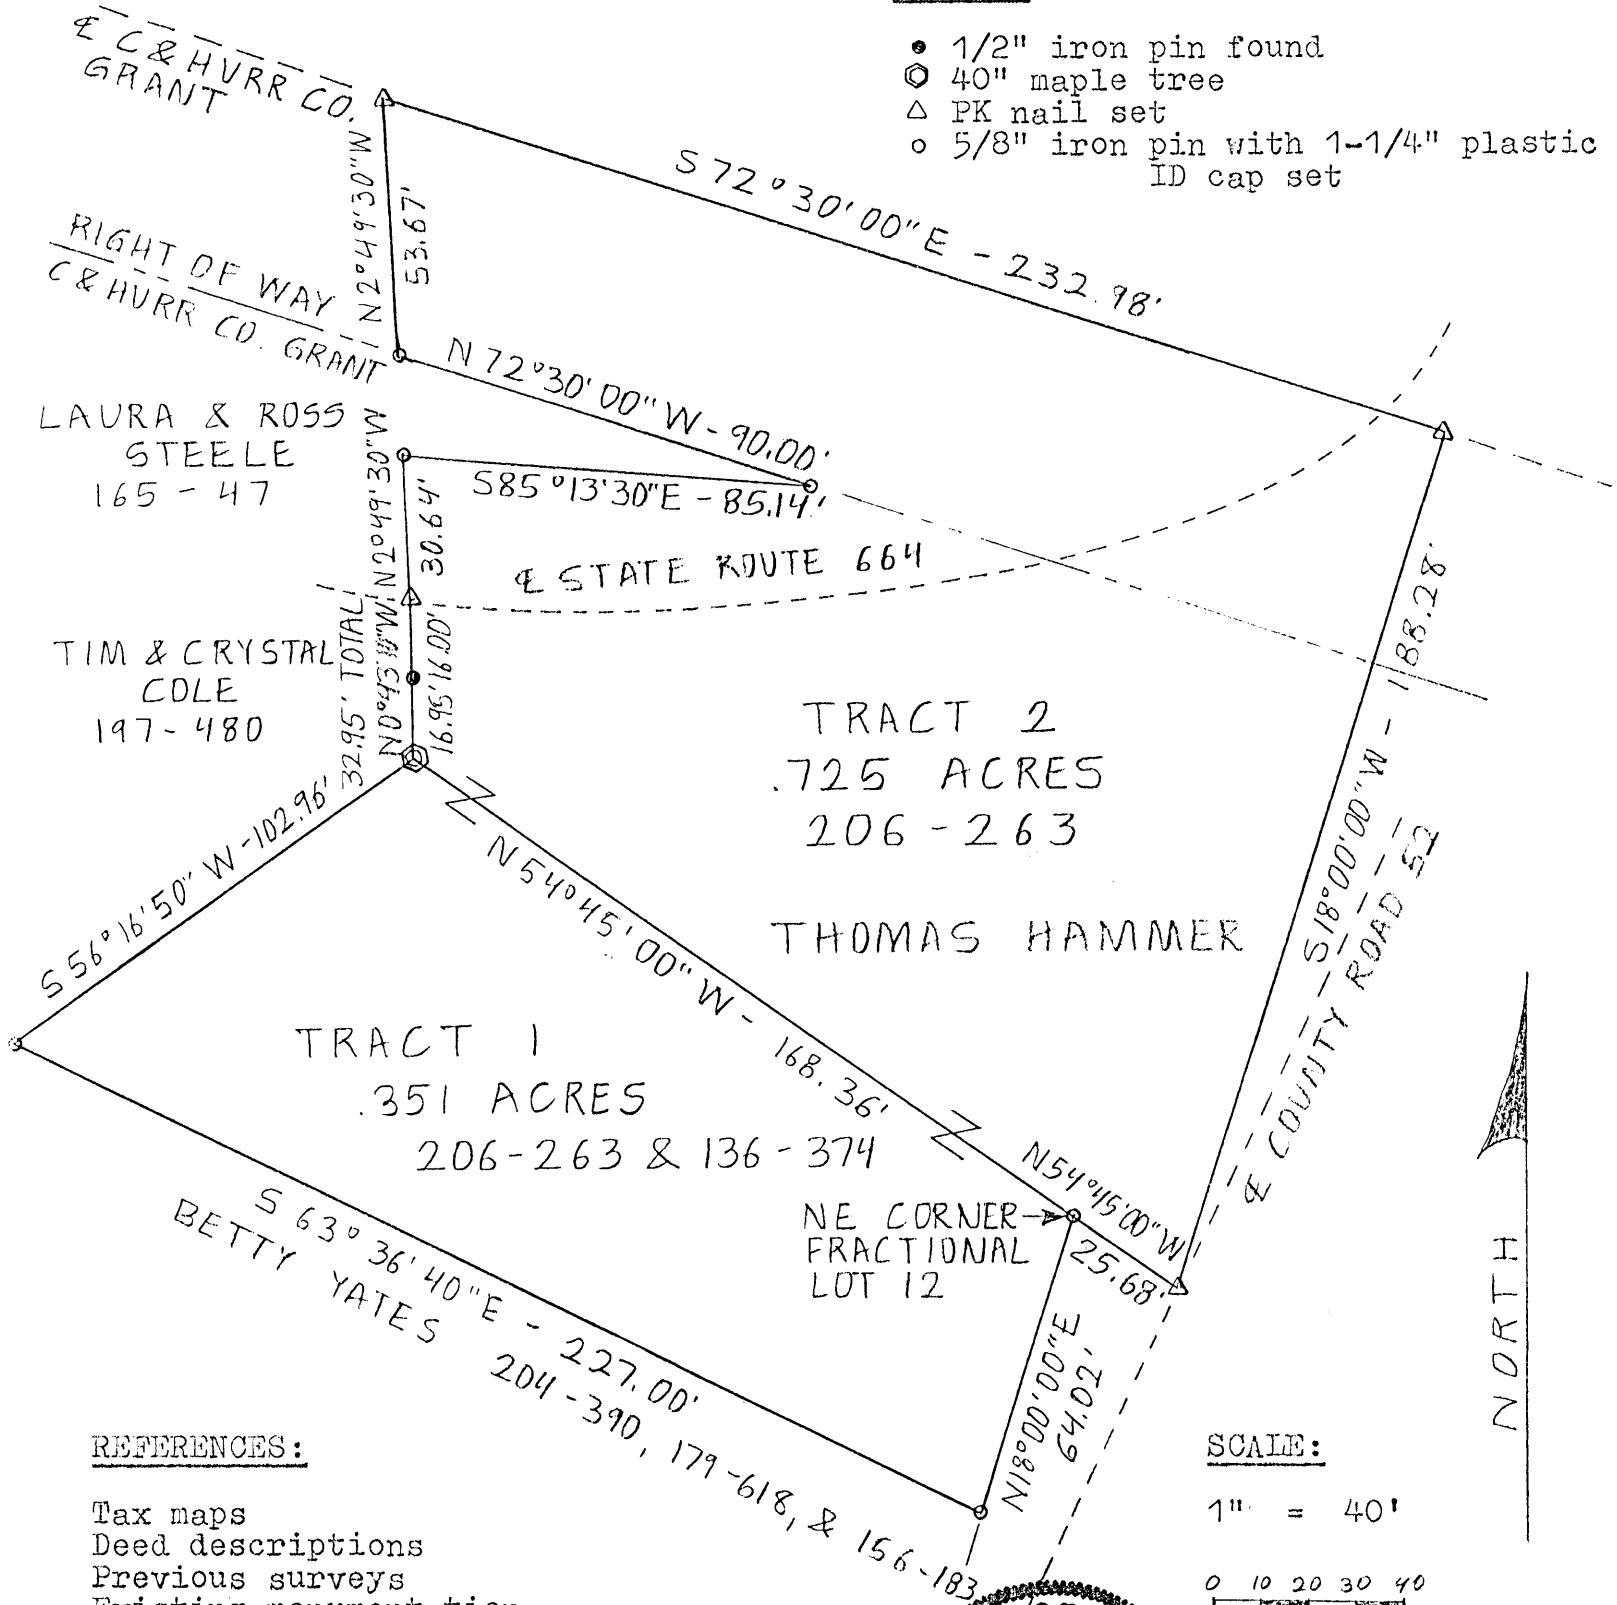 ● 1/2" iron pin found
⌬ 40" maple tree
△ PK nail set
○ 5/8" iron pin with 1-1/4" plastic
ID cap set
℄ C & HVRR CO.
GRANT
N 2°49'30"W
53.67'
S 72°30'00"E - 232.98'
RIGHT OF WAY
C & HVRR CO. GRANT
N 72°30'00"W - 90.00'
LAURA & ROSS
STEELE
165 - 47
N 2°49'30"W
30.64'
S85°13'30"E - 85.14'
℄ STATE ROUTE 664
TIM & CRYSTAL
COLE
197 - 480
32.95' TOTAL
16.95'
16.00'
TRACT 2
.725 ACRES
206 - 263
THOMAS HAMMER
S18°00'00"W - 188.28'
℄ COUNTY ROAD 52
S 56°16'50" W - 102.96'
N 54°45'00" W - 168.36'
TRACT 1
.351 ACRES
206-263 & 136-374
N54°45'00"W
25.68'
NE CORNER
FRACTIONAL
LOT 12
S 63°36'40"E - 227.00'
BETTY YATES 204-390, 179-618, & 156-183
N18°00'00"E
64.02'
NORTH
REFERENCES:
Tax maps
Deed descriptions
Previous surveys
SCALE:
1" = 40'
0 10 20 30 40